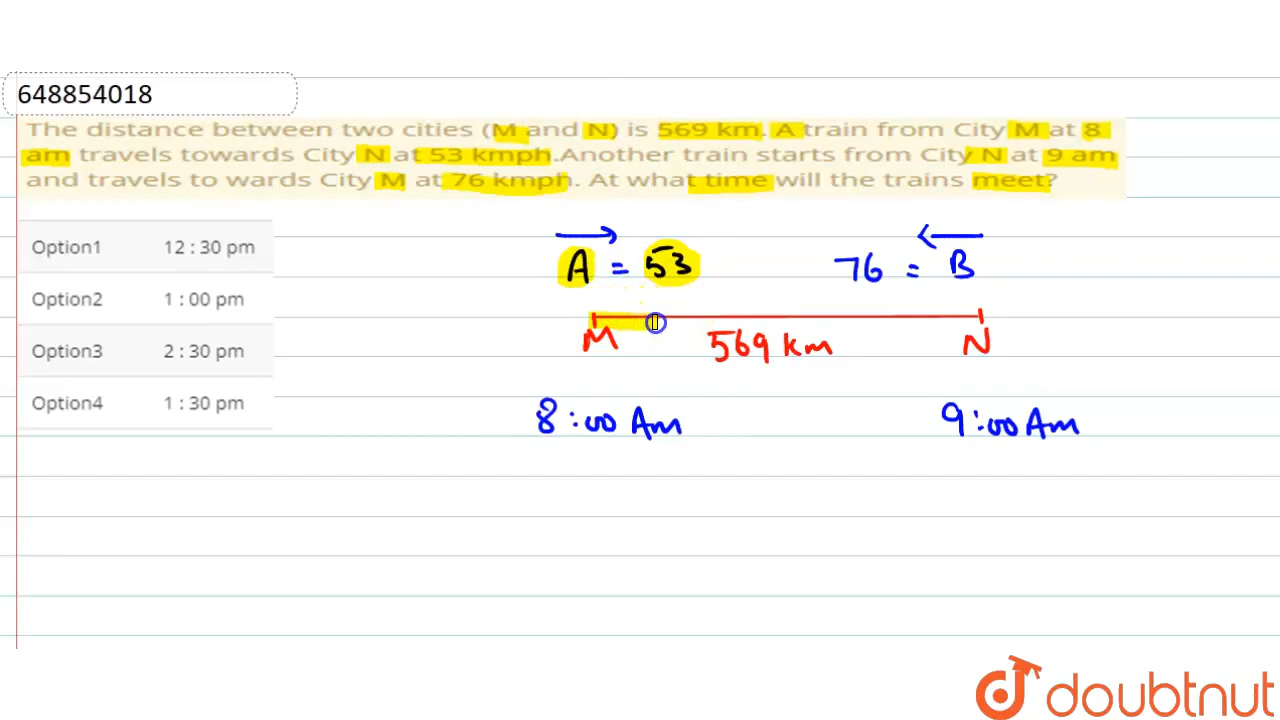 648854018
The distance between two cities (M and N) is 569 km. A train from City M at 8
am travels towards City N at 53 kmph.Another train starts from City N at 9 am
and travels to wards City M at 76 kmph. At what time will the trains meet?
Option1 12 : 30 pm
Option2 1 : 00 pm
Option3 2 : 30 pm
Option4 1 : 30 pm
A = 53
76 = B
M 569 km N
8:00 Am
9:00 Am
doubtnut